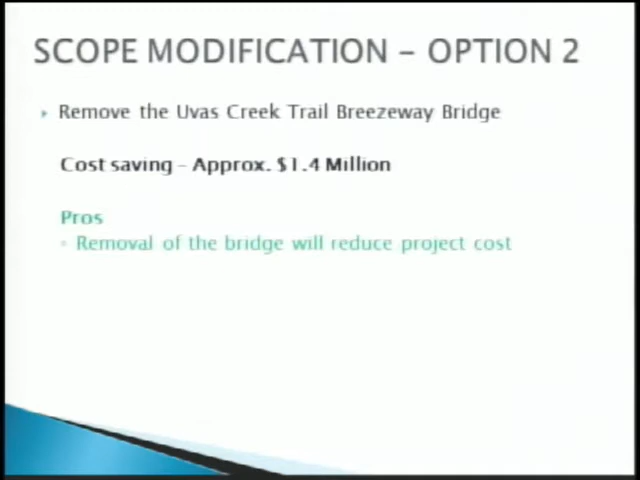 SCOPE MODIFICATION – OPTION 2
Remove the Uvas Creek Trail Breezeway Bridge
Cost saving – Approx. $1.4 Million
Pros
Removal of the bridge will reduce project cost